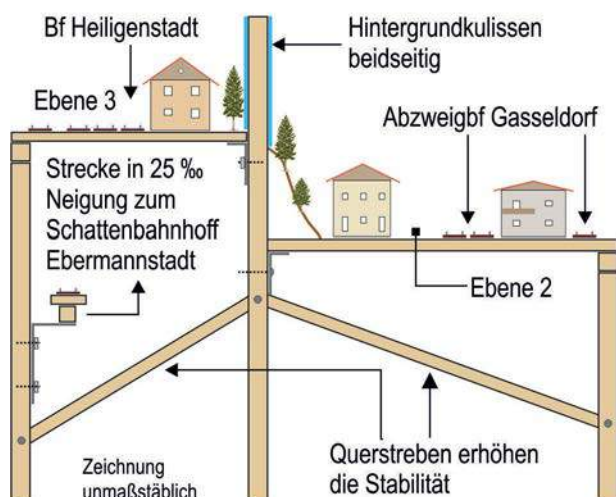 Bf Heiligenstadt
Ebene 3
Hintergrundkulissen
beidseitig
Abzweigbf Gasseldorf
Strecke in 25 ‰
Neigung zum
Schattenbahnhoff
Ebermannstadt
Ebene 2
Querstreben erhöhen
die Stabilität
Zeichnung
unmaßstäblich